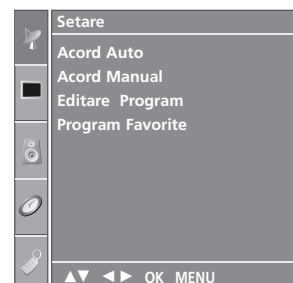 Setare
Acord Auto
Acord Manual
Editare Program
Program Favorite
▲▼ ◄► OK MENU